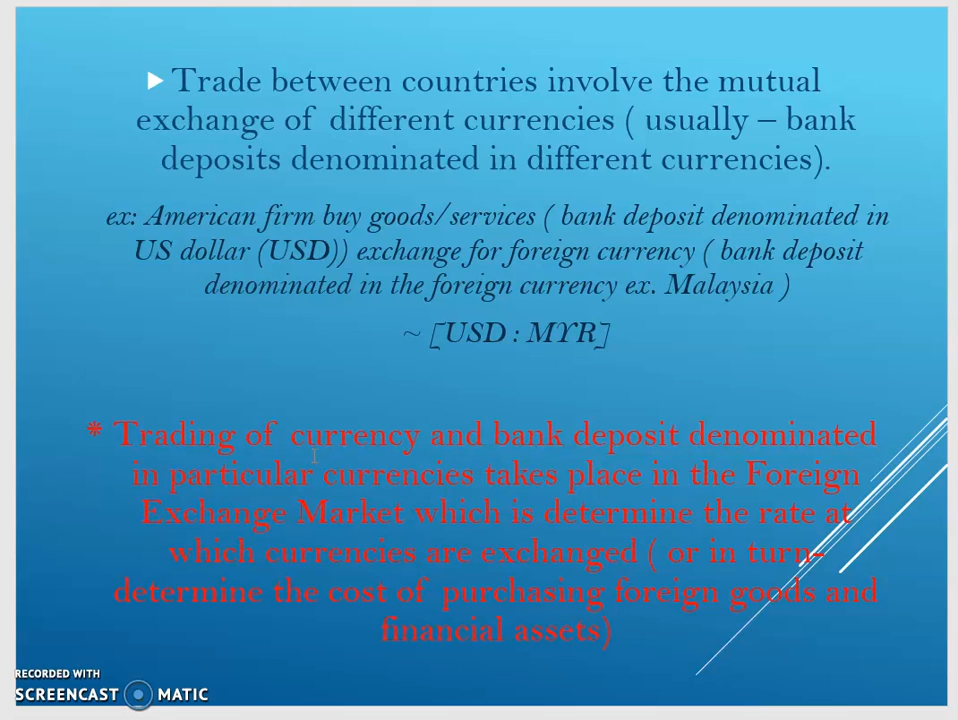 Trade between countries involve the mutual
exchange of different currencies ( usually – bank
deposits denominated in different currencies).
ex: American firm buy goods/services ( bank deposit denominated in
US dollar (USD)) exchange for foreign currency ( bank deposit
denominated in the foreign currency ex. Malaysia )
~ [USD : MYR]
* Trading of currency and bank deposit denominated
in particular currencies takes place in the Foreign
Exchange Market which is determine the rate at
which currencies are exchanged ( or in turn-
determine the cost of purchasing foreign goods and
financial assets)
RECORDED WITH
SCREENCAST MATIC